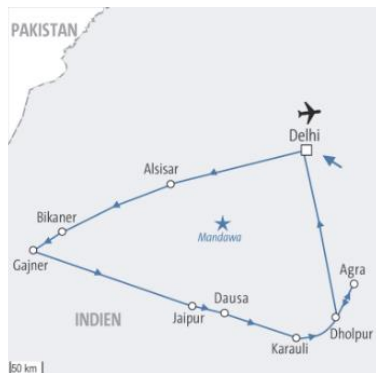 PAKISTAN
Delhi
Alsisar
Bikaner
Mandawa
Gajner
Agra
Dausa
INDIEN
Jaipur
Dholpur
Karauli
50 km